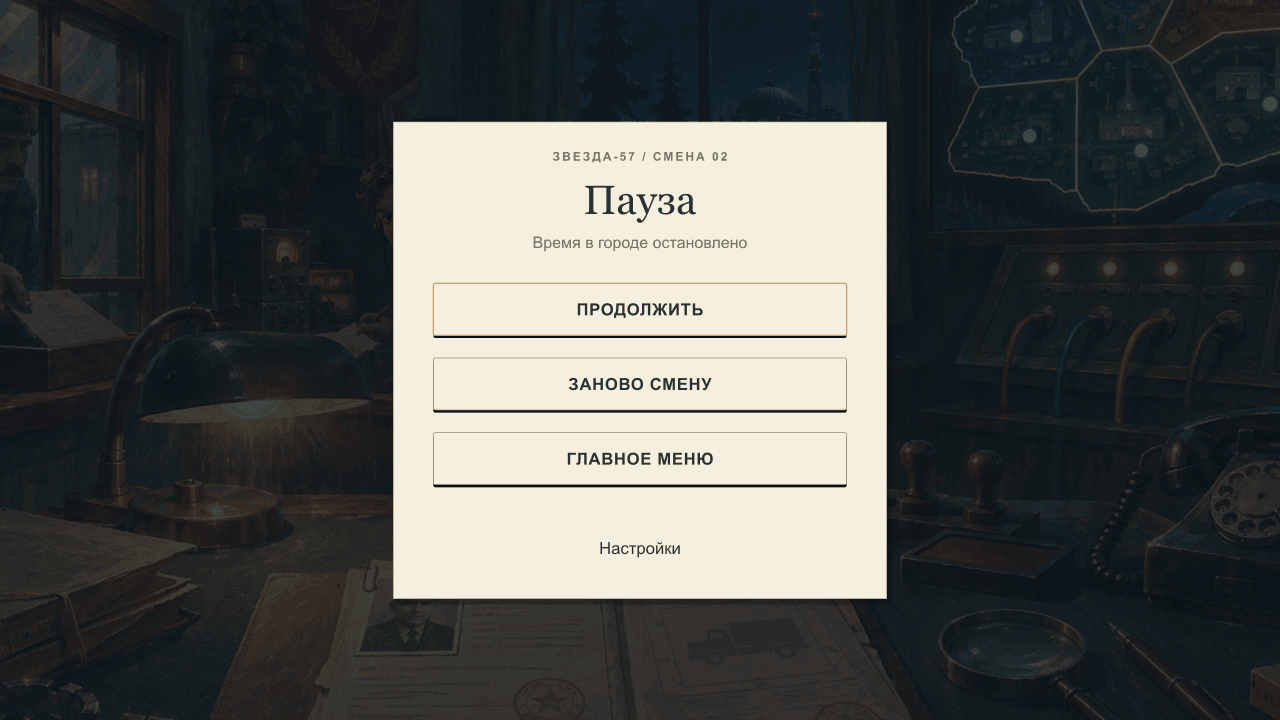 ЗВЕЗДА-57 / СМЕНА 02
Пауза
Время в городе остановлено
ПРОДОЛЖИТЬ
ЗАНОВО СМЕНУ
ГЛАВНОЕ МЕНЮ
Настройки